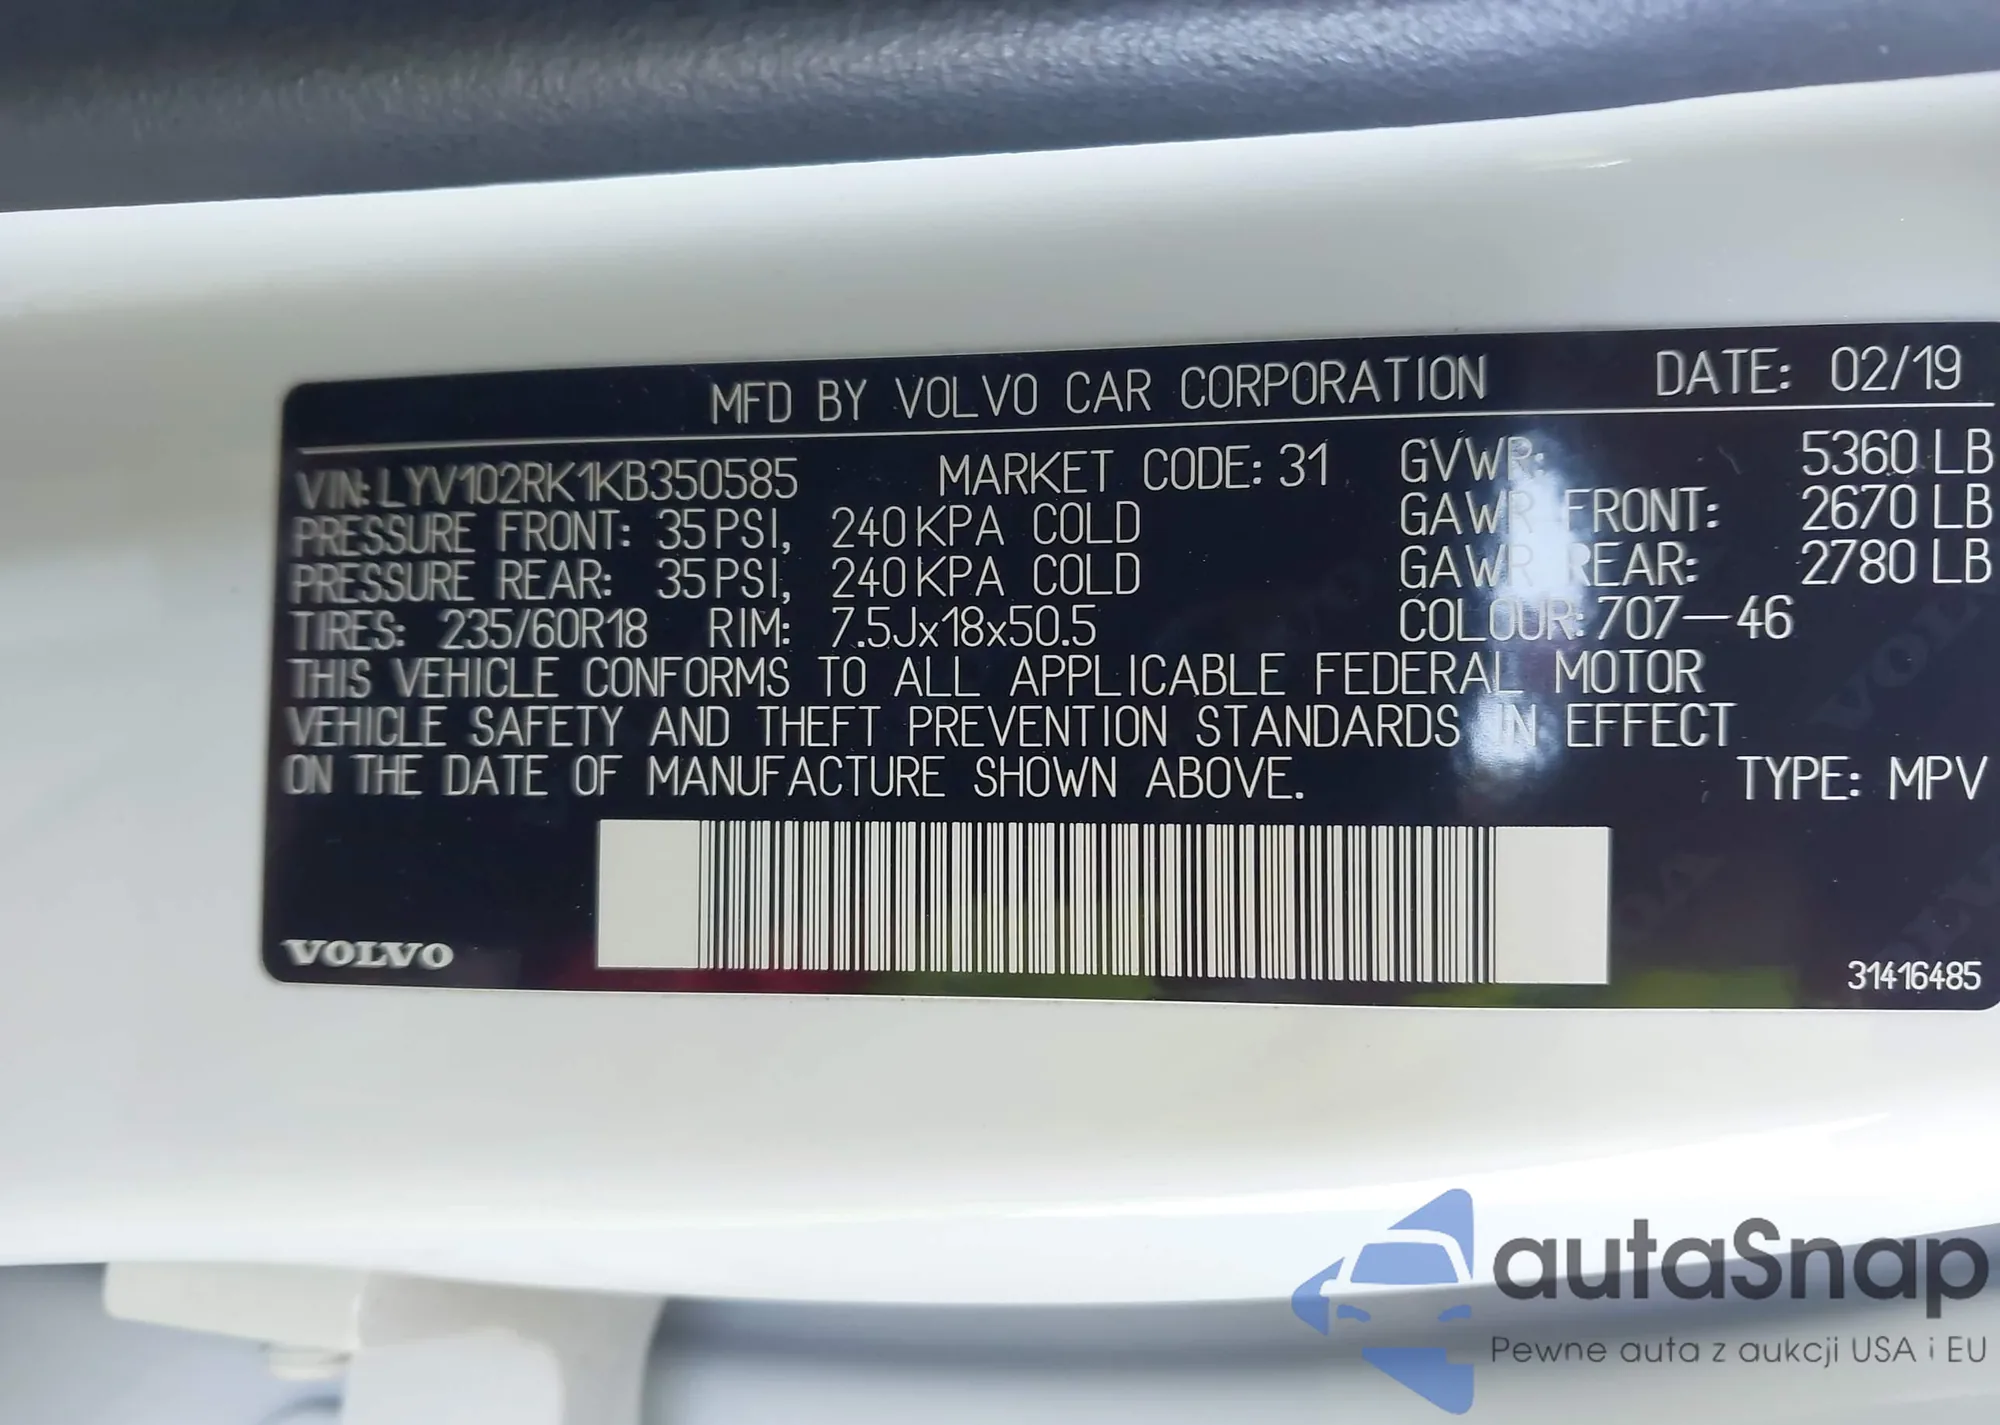 MFD BY VOLVO CAR CORPORATION DATE: 02/19
VIN: LYV102RK1KB350585 MARKET CODE: 31 GVWR: 5360 LB
PRESSURE FRONT: 35 PSI, 240 KPA COLD GAWR FRONT: 2670 LB
PRESSURE REAR: 35 PSI, 240 KPA COLD GAWR REAR: 2780 LB
TIRES: 235/60R18 RIM: 7.5Jx18x50.5 COLOUR: 707-46
THIS VEHICLE CONFORMS TO ALL APPLICABLE FEDERAL MOTOR
VEHICLE SAFETY AND THEFT PREVENTION STANDARDS IN EFFECT
ON THE DATE OF MANUFACTURE SHOWN ABOVE. TYPE: MPV
VOLVO
31416485
autaSnap
Pewne auta z aukcji USA i EU